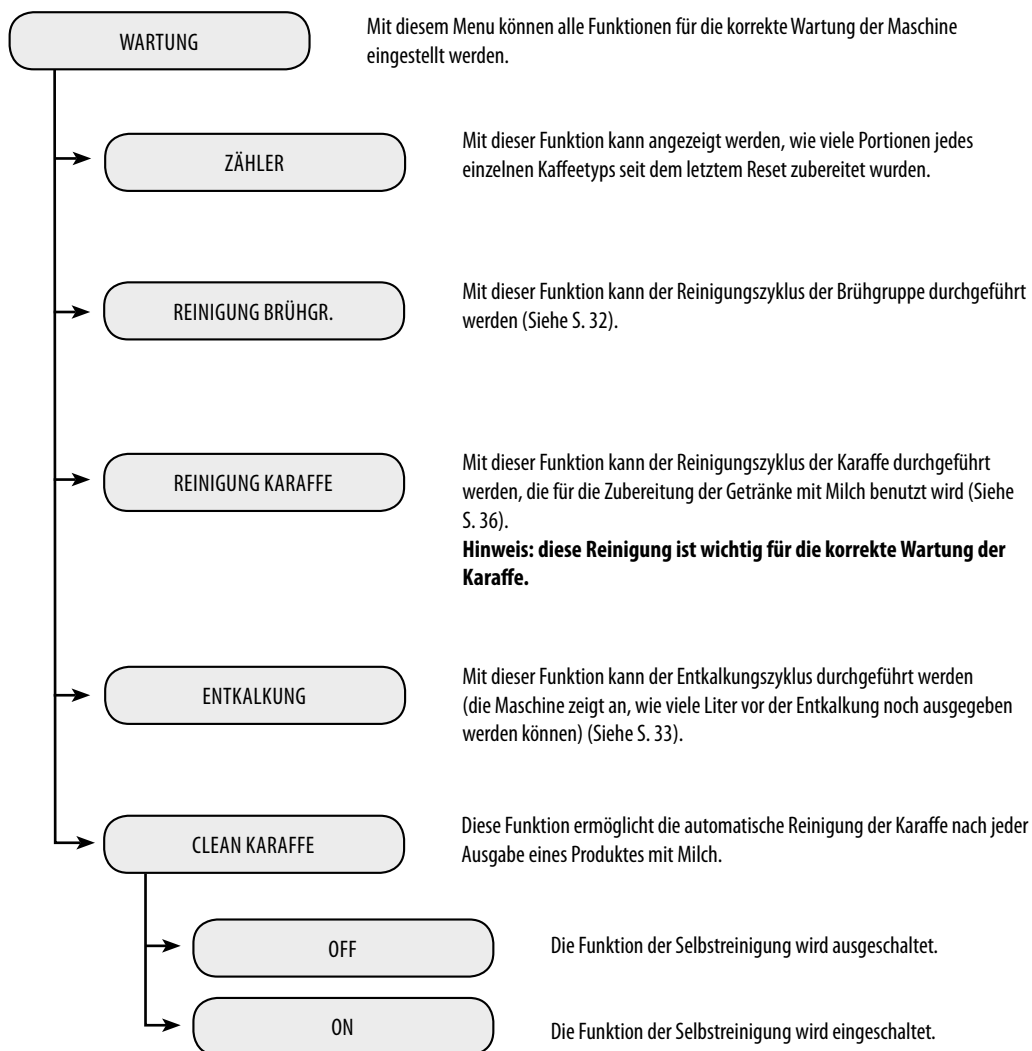 WARTUNG
Mit diesem Menu können alle Funktionen für die korrekte Wartung der Maschine
eingestellt werden.
ZÄHLER
Mit dieser Funktion kann angezeigt werden, wie viele Portionen jedes
einzelnen Kaffeetyps seit dem letztem Reset zubereitet wurden.
REINIGUNG BRÜHGR.
Mit dieser Funktion kann der Reinigungszyklus der Brühgruppe durchgeführt
werden (Siehe S. 32).
REINIGUNG KARAFFE
Mit dieser Funktion kann der Reinigungszyklus der Karaffe durchgeführt
werden, die für die Zubereitung der Getränke mit Milch benutzt wird (Siehe
S. 36).
Hinweis: diese Reinigung ist wichtig für die korrekte Wartung der
Karaffe.
ENTKALKUNG
Mit dieser Funktion kann der Entkalkungszyklus durchgeführt werden
(die Maschine zeigt an, wie viele Liter vor der Entkalkung noch ausgegeben
werden können) (Siehe S. 33).
CLEAN KARAFFE
Diese Funktion ermöglicht die automatische Reinigung der Karaffe nach jeder
Ausgabe eines Produktes mit Milch.
OFF
Die Funktion der Selbstreinigung wird ausgeschaltet.
ON
Die Funktion der Selbstreinigung wird eingeschaltet.